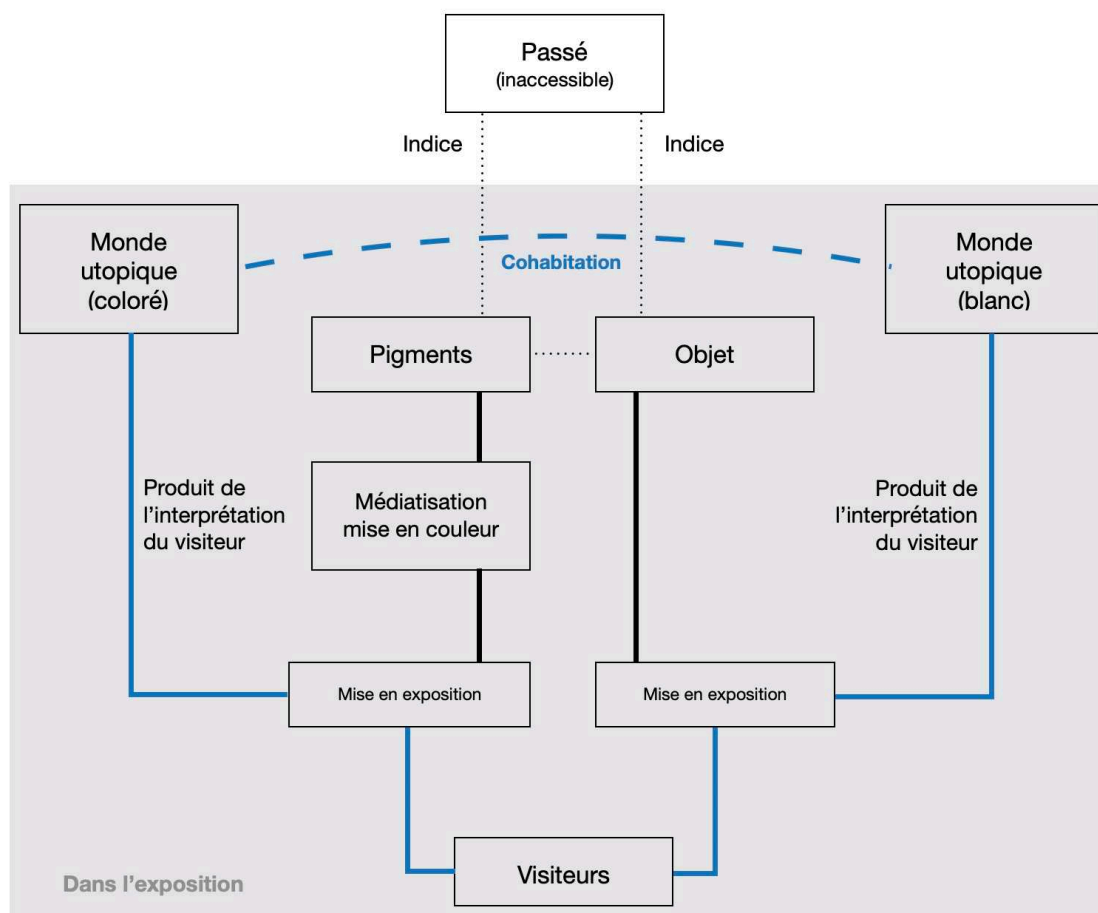 Passé
(inaccessible)
Indice
Indice
Monde
utopique
(coloré)
Cohabitation
Monde
utopique
(blanc)
Pigments
Objet
Produit de
l’interprétation
du visiteur
Médiatisation
mise en couleur
Produit de
l’interprétation
du visiteur
Mise en exposition
Mise en exposition
Visiteurs
Dans l’exposition